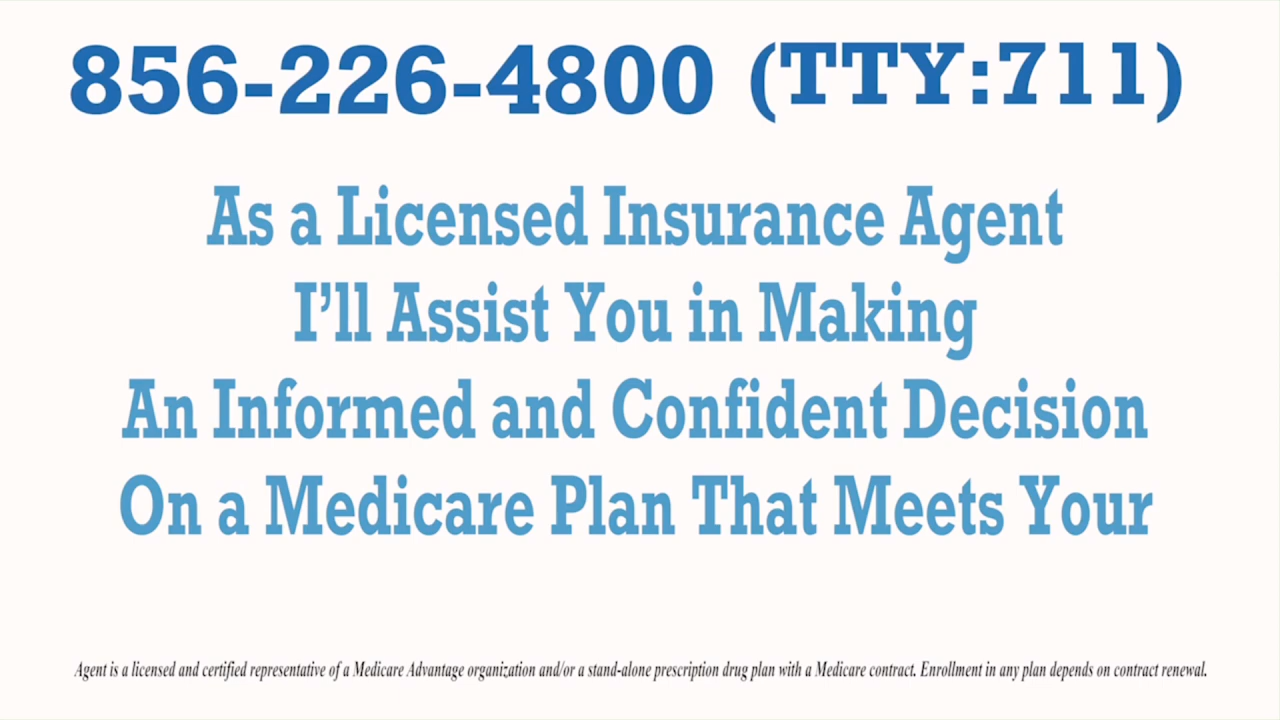 856-226-4800 (TTY:711)
As a Licensed Insurance Agent
I’ll Assist You in Making
An Informed and Confident Decision
On a Medicare Plan That Meets Your
Agent is a licensed and certified representative of a Medicare Advantage organization and/or a stand-alone prescription drug plan with a Medicare contract. Enrollment in any plan depends on contract renewal.